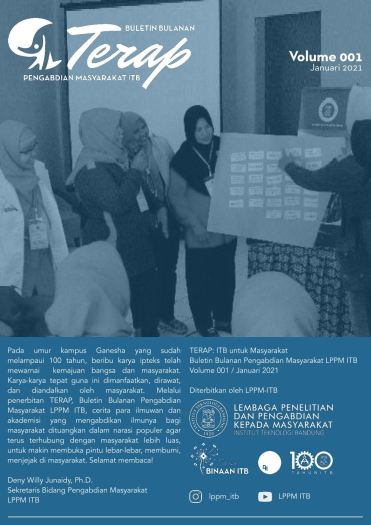 BULETIN BULANAN
Terap
PENGABDIAN MASYARAKAT ITB
Volume 001
Januari 2021
Pada umur kampus Ganesha yang sudah
melampaui 100 tahun, beribu karya ipteks telah
mewarnai kemajuan bangsa dan masyarakat.
Karya-karya tepat guna ini dimanfaatkan, dirawat,
dan diandalkan oleh masyarakat. Melalui
penerbitan TERAP, Buletin Bulanan Pengabdian
Masyarakat LPPM ITB, cerita para ilmuwan dan
akademisi yang mengabdikan ilmunya bagi
masyarakat dituangkan dalam narasi populer agar
terus terhubung dengan masyarakat lebih luas,
untuk makin membuka pintu lebar-lebar, membumi,
menjejak di masyarakat. Selamat membaca!
Deny Willy Junaidy, Ph.D.
Sekretaris Bidang Pengabdian Masyarakat
LPPM ITB
TERAP: ITB untuk Masyarakat
Buletin Bulanan Pengabdian Masyarakat LPPM ITB
Volume 001 / Januari 2021
Diterbitkan oleh LPPM-ITB
LEMBAGA PENELITIAN
DAN PENGABDIAN
KEPADA MASYARAKAT
INSTITUT TEKNOLOGI BANDUNG
BINAAN ITB
100
TAHUN ITB
lppm_itb
LPPM ITB